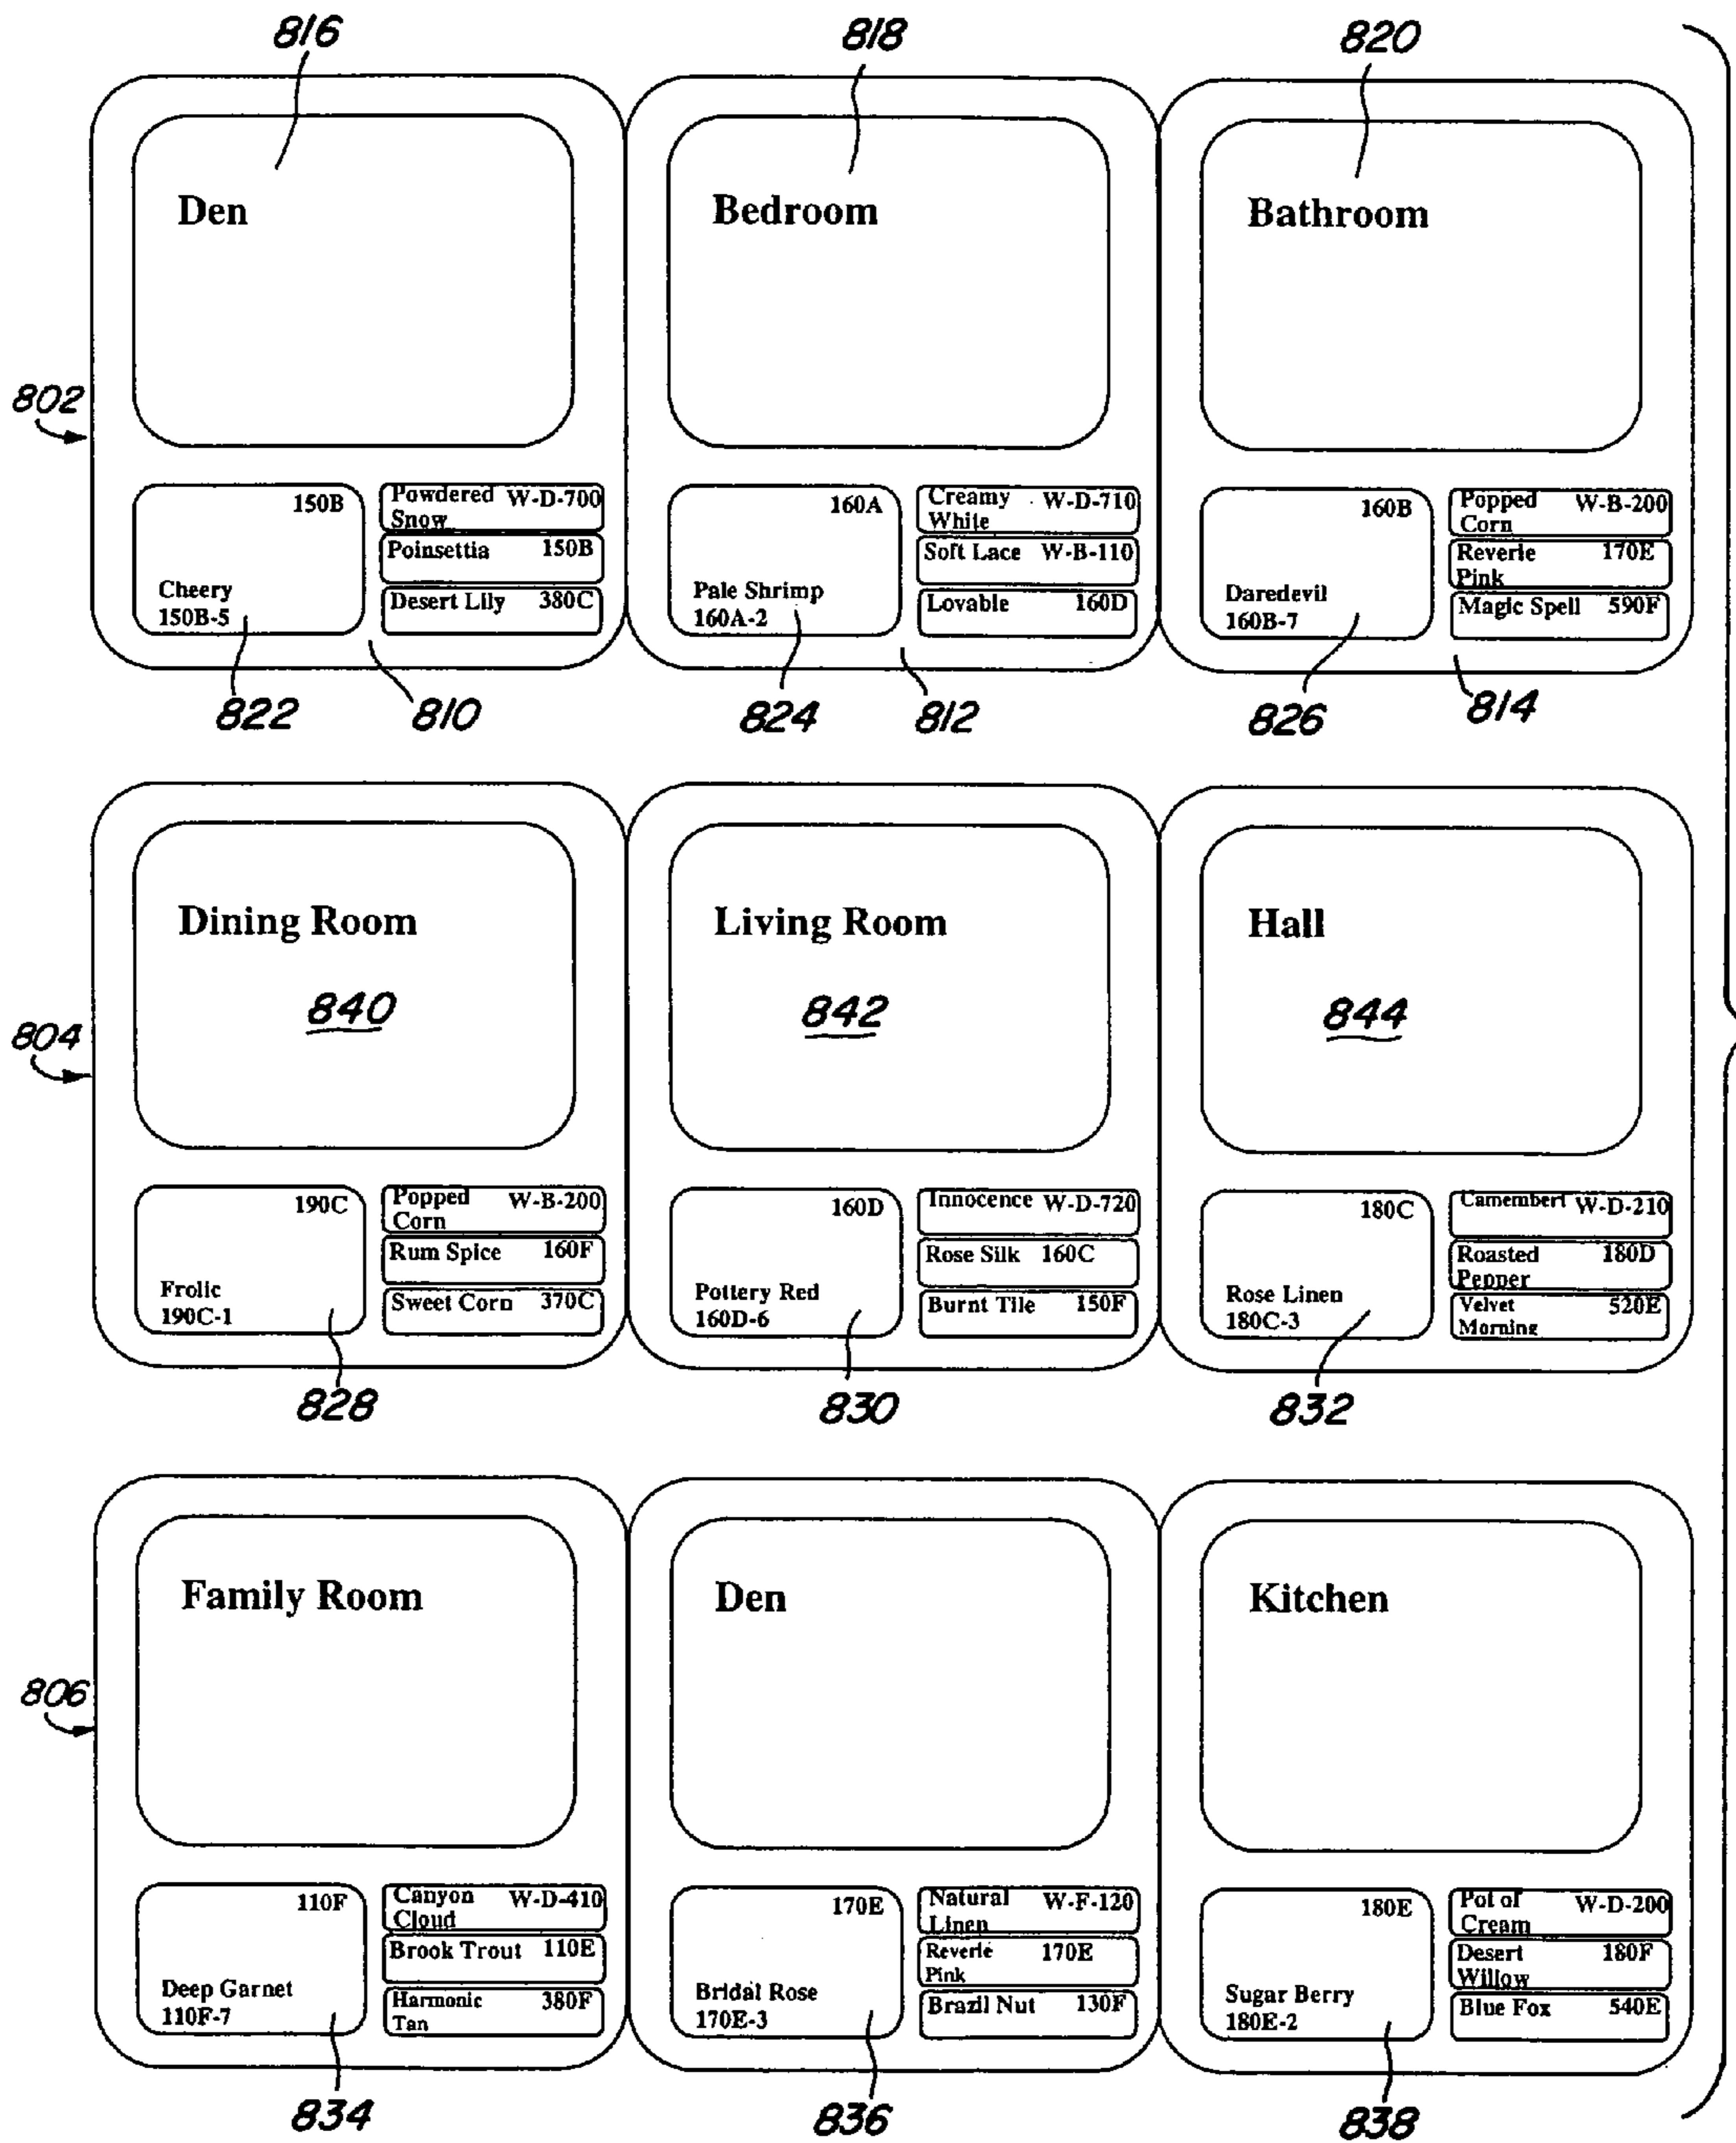 816
818
820
Den
Bedroom
Bathroom
802
150B
Powdered W-D-700
Snow
Poinsettia 150B
Desert Lily 380C
Cheery
150B-5
160A
Creamy W-D-710
White
Soft Lace W-B-110
Lovable 160D
Pale Shrimp
160A-2
160B
Popped W-B-200
Corn
Reverie 170E
Pink
Magic Spell 590F
Daredevil
160B-7
822
810
824
812
826
814
Dining Room
Living Room
Hall
840
842
844
804
190C
Popped W-B-200
Corn
Rum Spice 160F
Sweet Corn 370C
Frolic
190C-1
160D
Innocence W-D-720
Rose Silk 160C
Burnt Tile 150F
Pottery Red
160D-6
180C
Camembert W-D-210
Roasted 180D
Pepper
Velvet 520E
Morning
Rose Linen
180C-3
828
830
832
Family Room
Den
Kitchen
806
110F
Canyon W-D-410
Cloud
Brook Trout 110E
Harmonic 380F
Tan
Deep Garnet
110F-7
170E
Natural W-F-120
Linen
Reverie 170E
Pink
Brazil Nut 130F
Bridal Rose
170E-3
180E
Pot of W-D-200
Cream
Desert 180F
Willow
Blue Fox 540E
Sugar Berry
180E-2
834
836
838